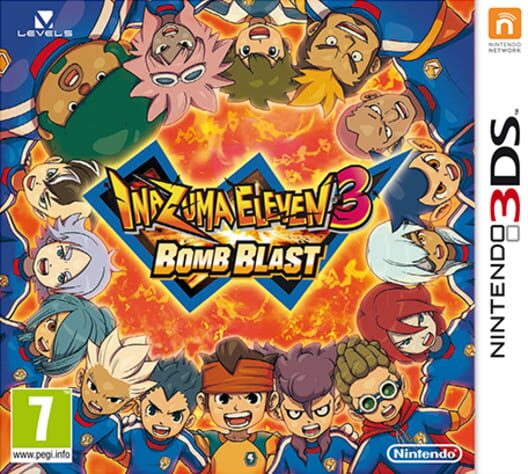 LEVEL5
NINTENDO
NETWORK
NINTENDO 3DS
INAZUMA ELEVEN 3
BOMB BLAST
7
www.pegi.info
Nintendo